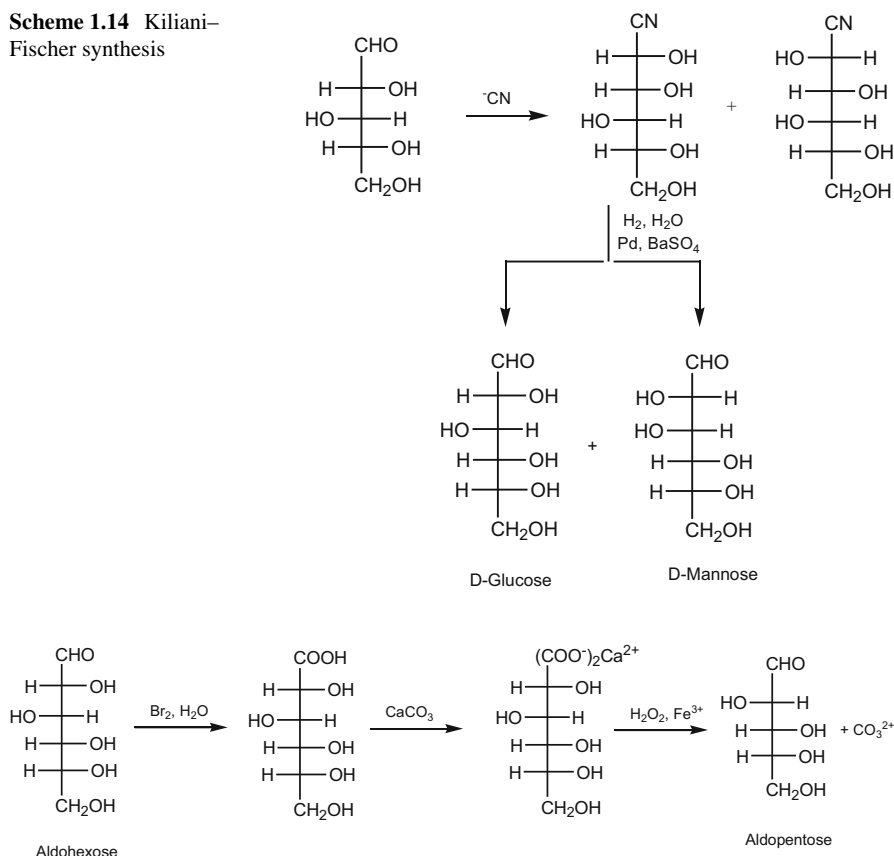 Scheme 1.14 Kiliani–
Fischer synthesis
CHO
H OH
HO H
H OH
CH₂OH
⁻CN
CN
H OH
H OH
HO H
H OH
CH₂OH
+
CN
HO H
H OH
HO H
H OH
CH₂OH
H₂, H₂O
Pd, BaSO₄
CHO
H OH
HO H
H OH
H OH
CH₂OH
D-Glucose
+
CHO
HO H
HO H
H OH
H OH
CH₂OH
D-Mannose
CHO
H OH
HO H
H OH
H OH
CH₂OH
Aldohexose
Br₂, H₂O
COOH
H OH
HO H
H OH
H OH
CH₂OH
CaCO₃
(COO⁻)₂Ca²⁺
H OH
HO H
H OH
H OH
CH₂OH
H₂O₂, Fe³⁺
CHO
HO H
H OH
H OH
CH₂OH
Aldopentose
+ CO₃²⁺